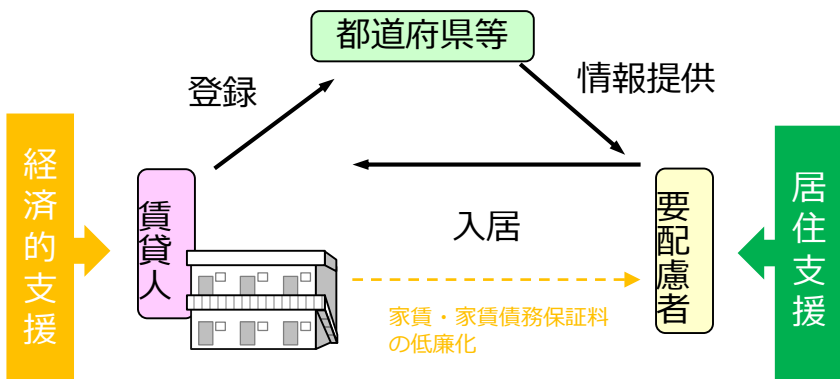 都道府県等
登録
情報提供
経済的支援
賃貸人
入居
要配慮者
居住支援
家賃・家賃債務保証料
の低廉化